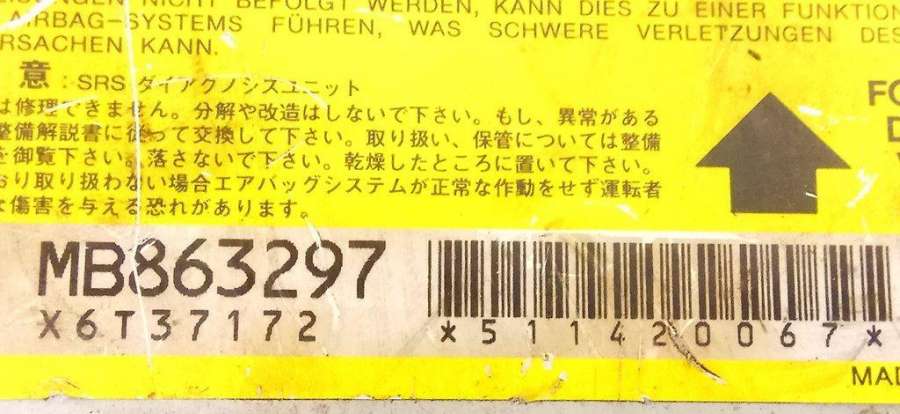 NICHT BEFOLGT WERDEN, KANN DIES ZU EINER FUNKTION
AIRBAG-SYSTEMS FÜHREN, WAS SCHWERE VERLETZUNGEN DES
RSACHEN KANN.
意：SRS ダイアグノシスユニット
は修理できません。分解や改造はしないで下さい。もし、異常がある
整備解説書に従って交換して下さい。取り扱い、保管については整備
を御覧下さい。落さないで下さい。乾燥したところに置いて下さい。
おり取り扱わない場合エアバッグシステムが正常な作動をせず運転者
な傷害を与える恐れがあります。
FO
D
MB863297
X6T37172
*511420067*
MAD